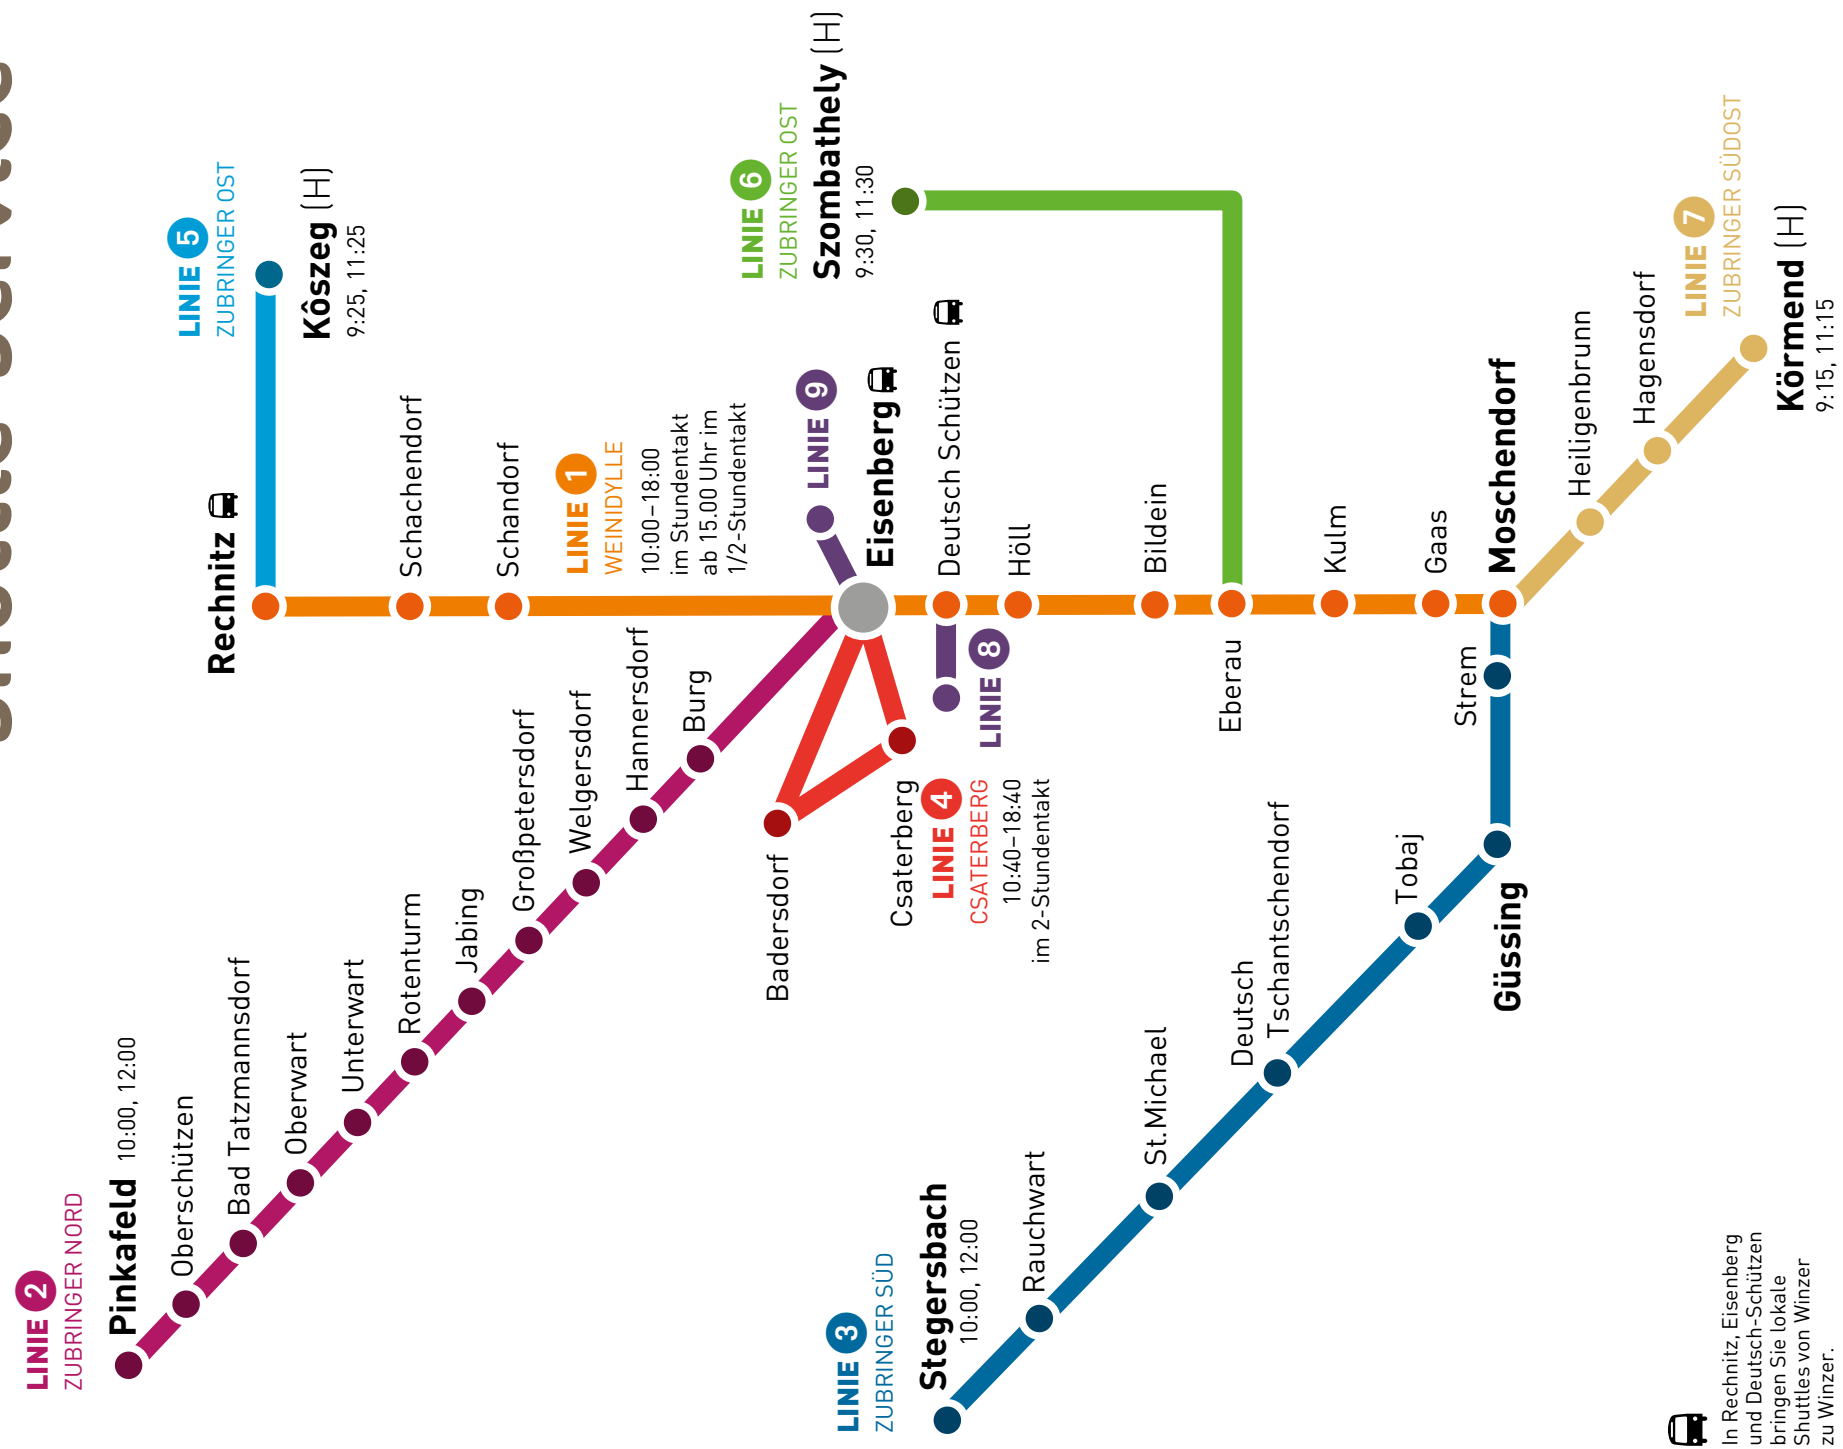 LINIE 2
ZUBRINGER NORD
Pinkafeld 10:00, 12:00
Oberschützen
Bad Tatzmannsdorf
Oberwart
Unterwart
Rotenturm
Jabing
Großpetersdorf
Welgersdorf
Hannersdorf
Burg
Rechnitz
LINIE 5
ZUBRINGER OST
Kôszeg (H)
9:25, 11:25
Schachendorf
Schandorf
LINIE 1
WEINIDYLLE
10:00–18:00
im Stundentakt
ab 15.00 Uhr im
1/2-Stundentakt
LINIE 6
ZUBRINGER OST
Szombathely (H)
9:30, 11:30
LINIE 9
Eisenberg
Deutsch Schützen
Höll
LINIE 8
Badersdorf
Csaterberg
LINIE 4
CSATERBERG
10:40–18:40
im 2-Stundentakt
Bildein
Eberau
Kulm
Gaas
Moschendorf
Strem
LINIE 3
ZUBRINGER SÜD
Stegersbach
10:00, 12:00
Rauchwart
St.Michael
Deutsch
Tschantschendorf
Tobaj
Güssing
Heiligenbrunn
Hagensdorf
LINIE 7
ZUBRINGER SÜDOST
Körmend (H)
9:15, 11:15
In Rechnitz, Eisenberg
und Deutsch-Schützen
bringen Sie lokale
Shuttles von Winzer
zu Winzer.